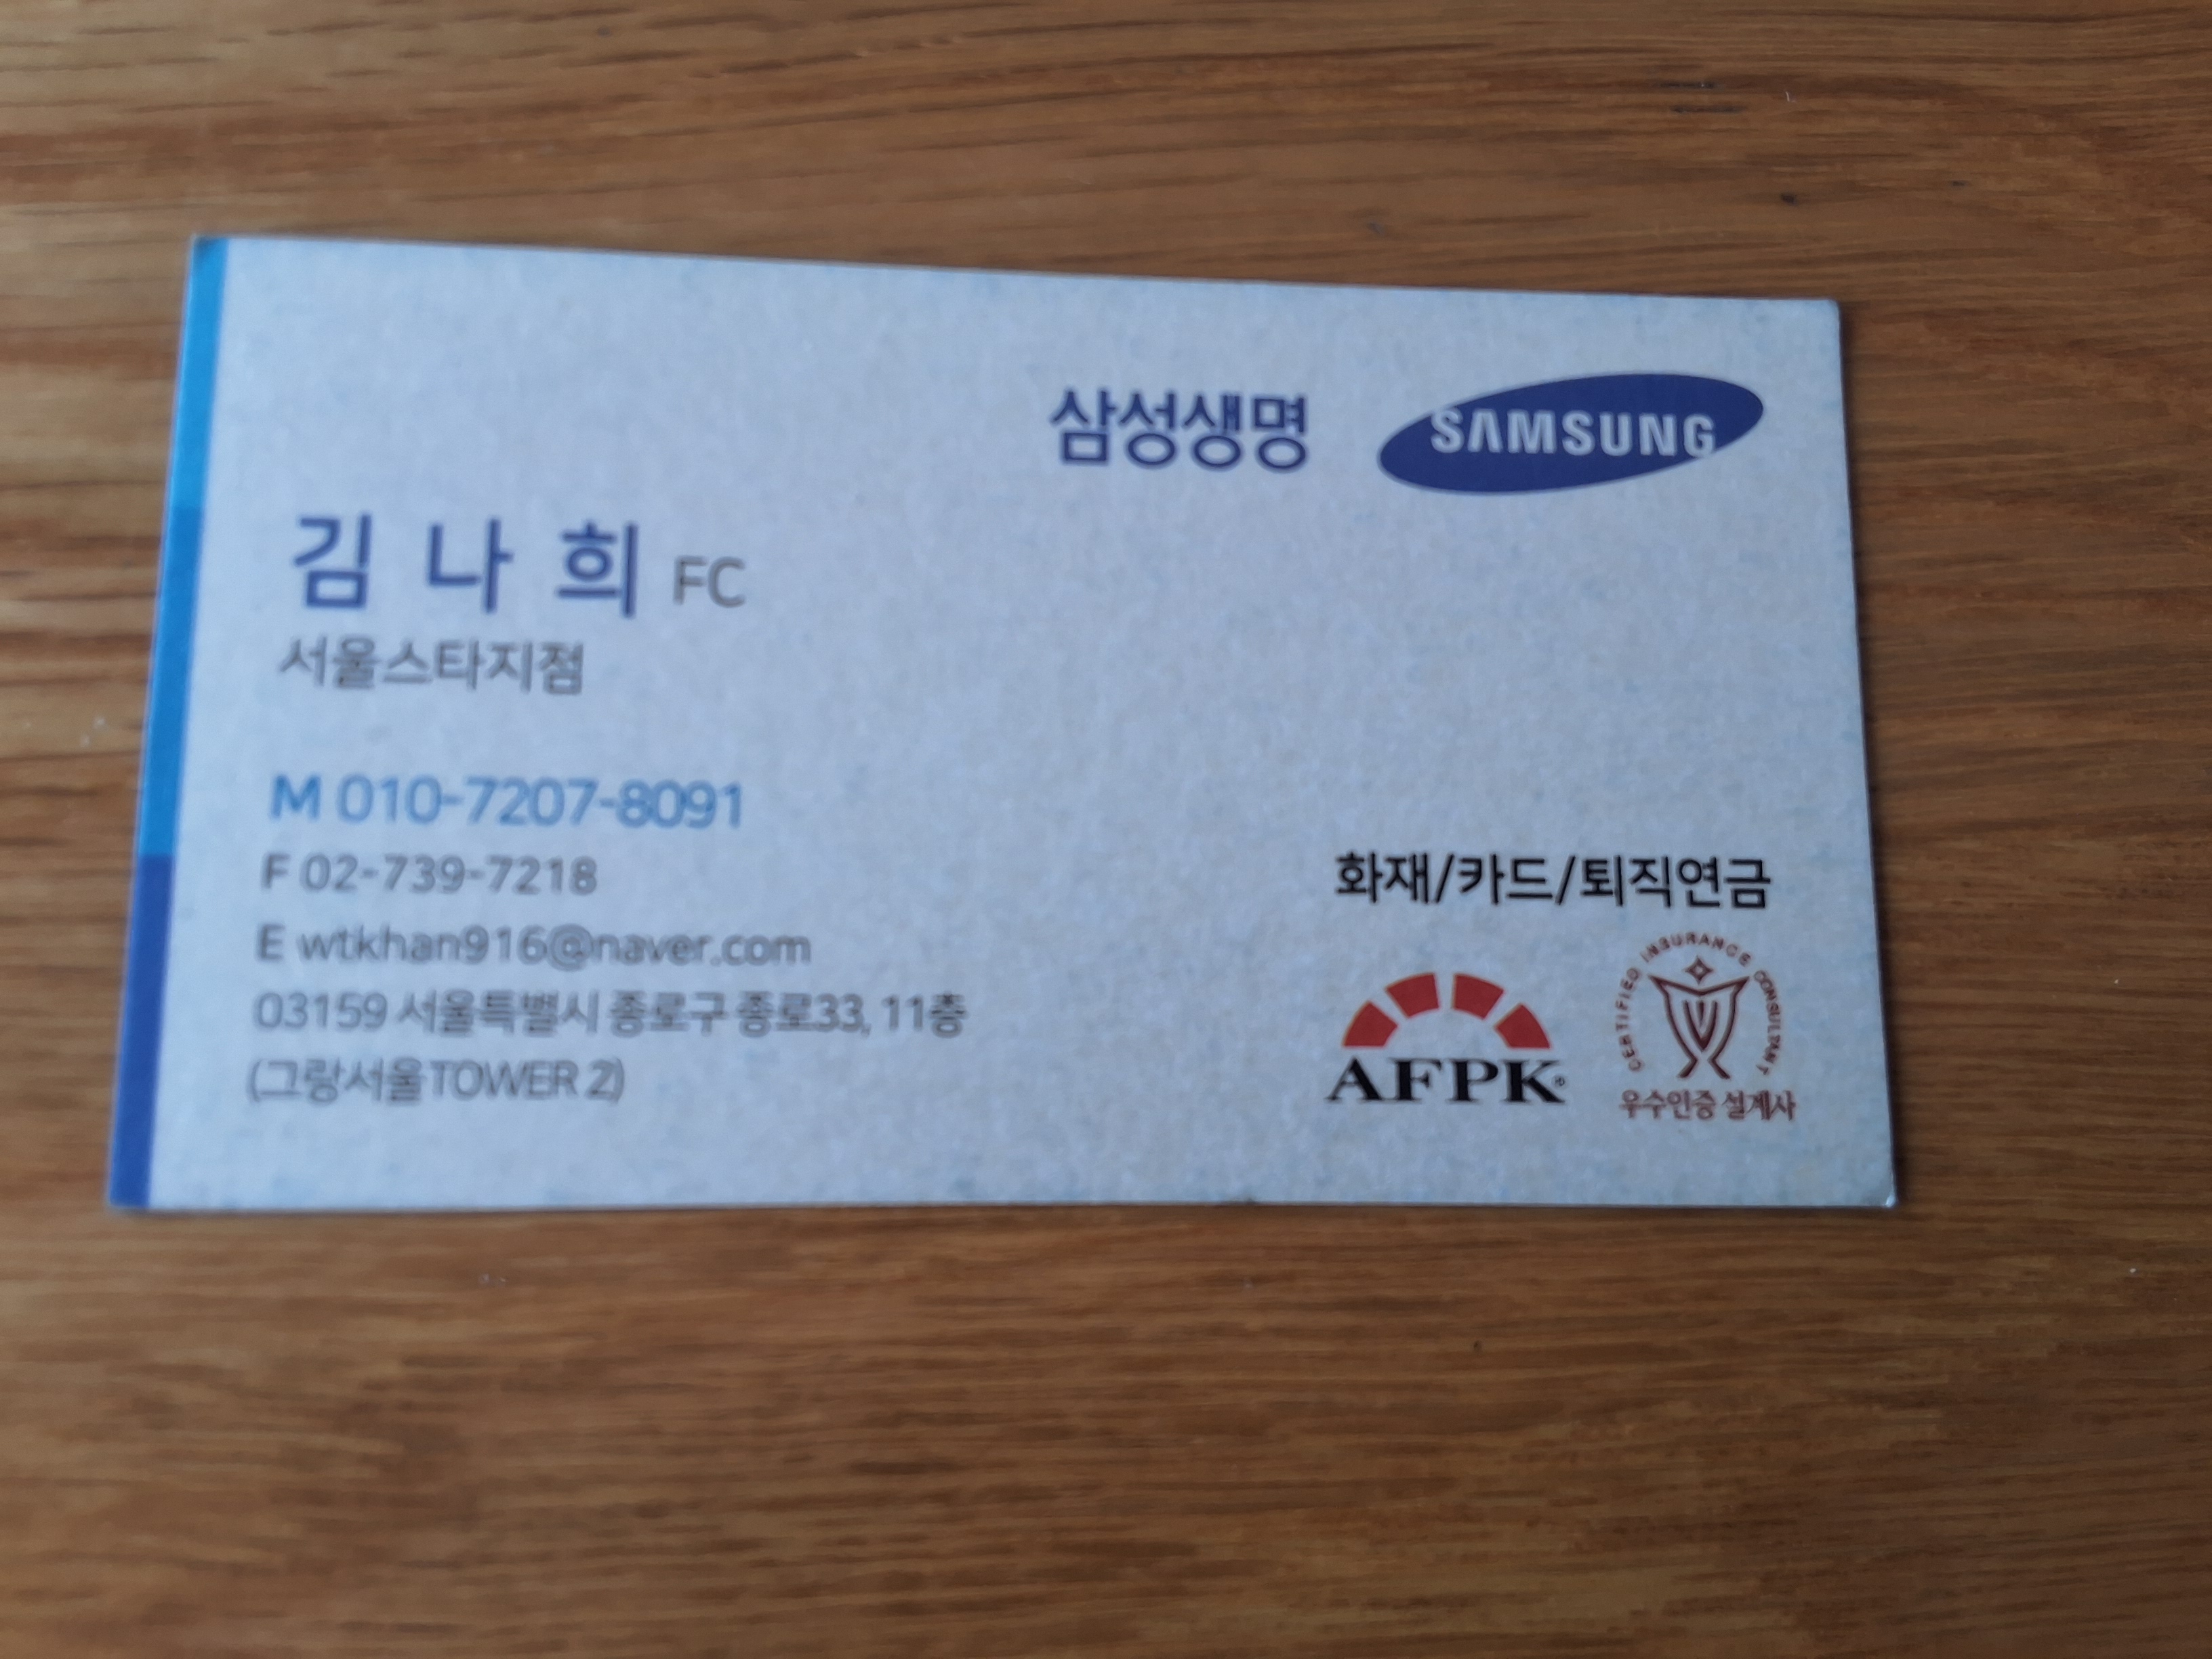 삼성생명 SAMSUNG
김나희 FC
서울스타지점
M 010-7207-8091
F 02-739-7218
E wtkhan916@naver.com
03159 서울특별시 종로구 종로33, 11층
(그랑서울TOWER 2)
화재/카드/퇴직연금
AFPK®
CERTIFIED INSURANCE CONSULTANT
우수인증 설계사